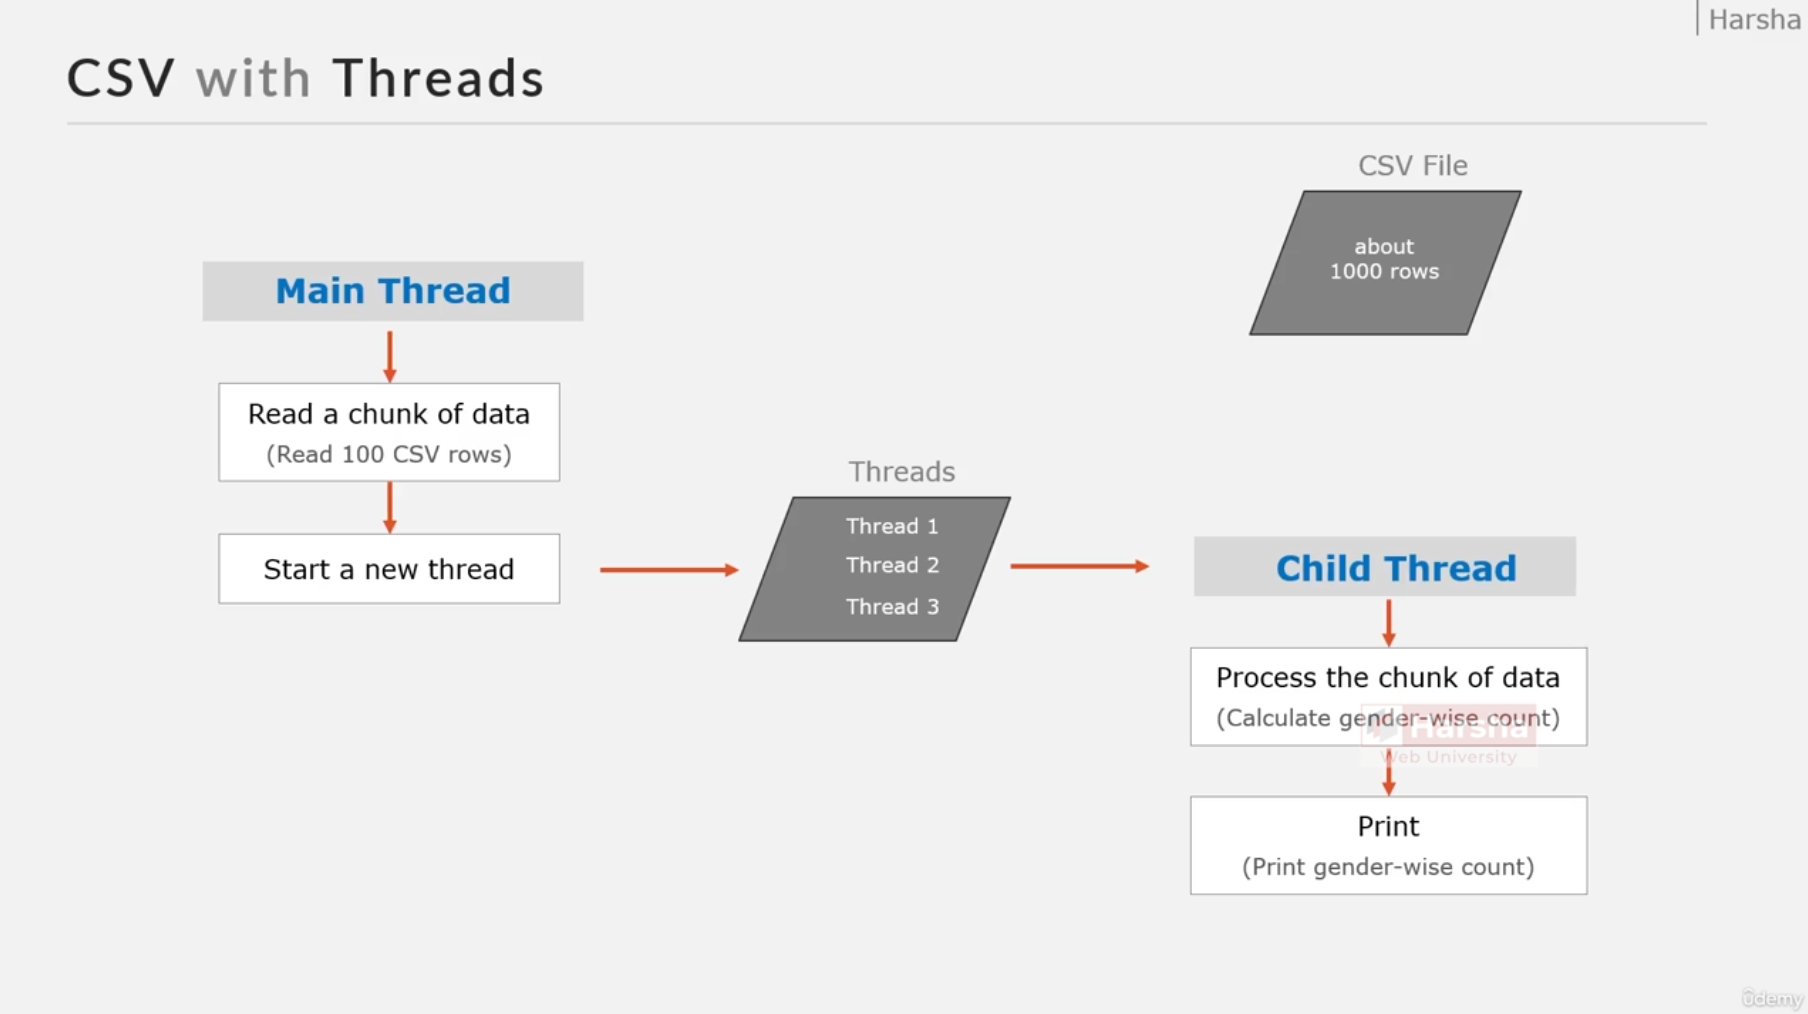 Harsha
CSV with Threads
CSV File
about
1000 rows
Main Thread
Read a chunk of data
(Read 100 CSV rows)
Start a new thread
Threads
Thread 1
Thread 2
Thread 3
Child Thread
Process the chunk of data
(Calculate gender-wise count)
Harsha
Web University
Print
(Print gender-wise count)
ûdemy